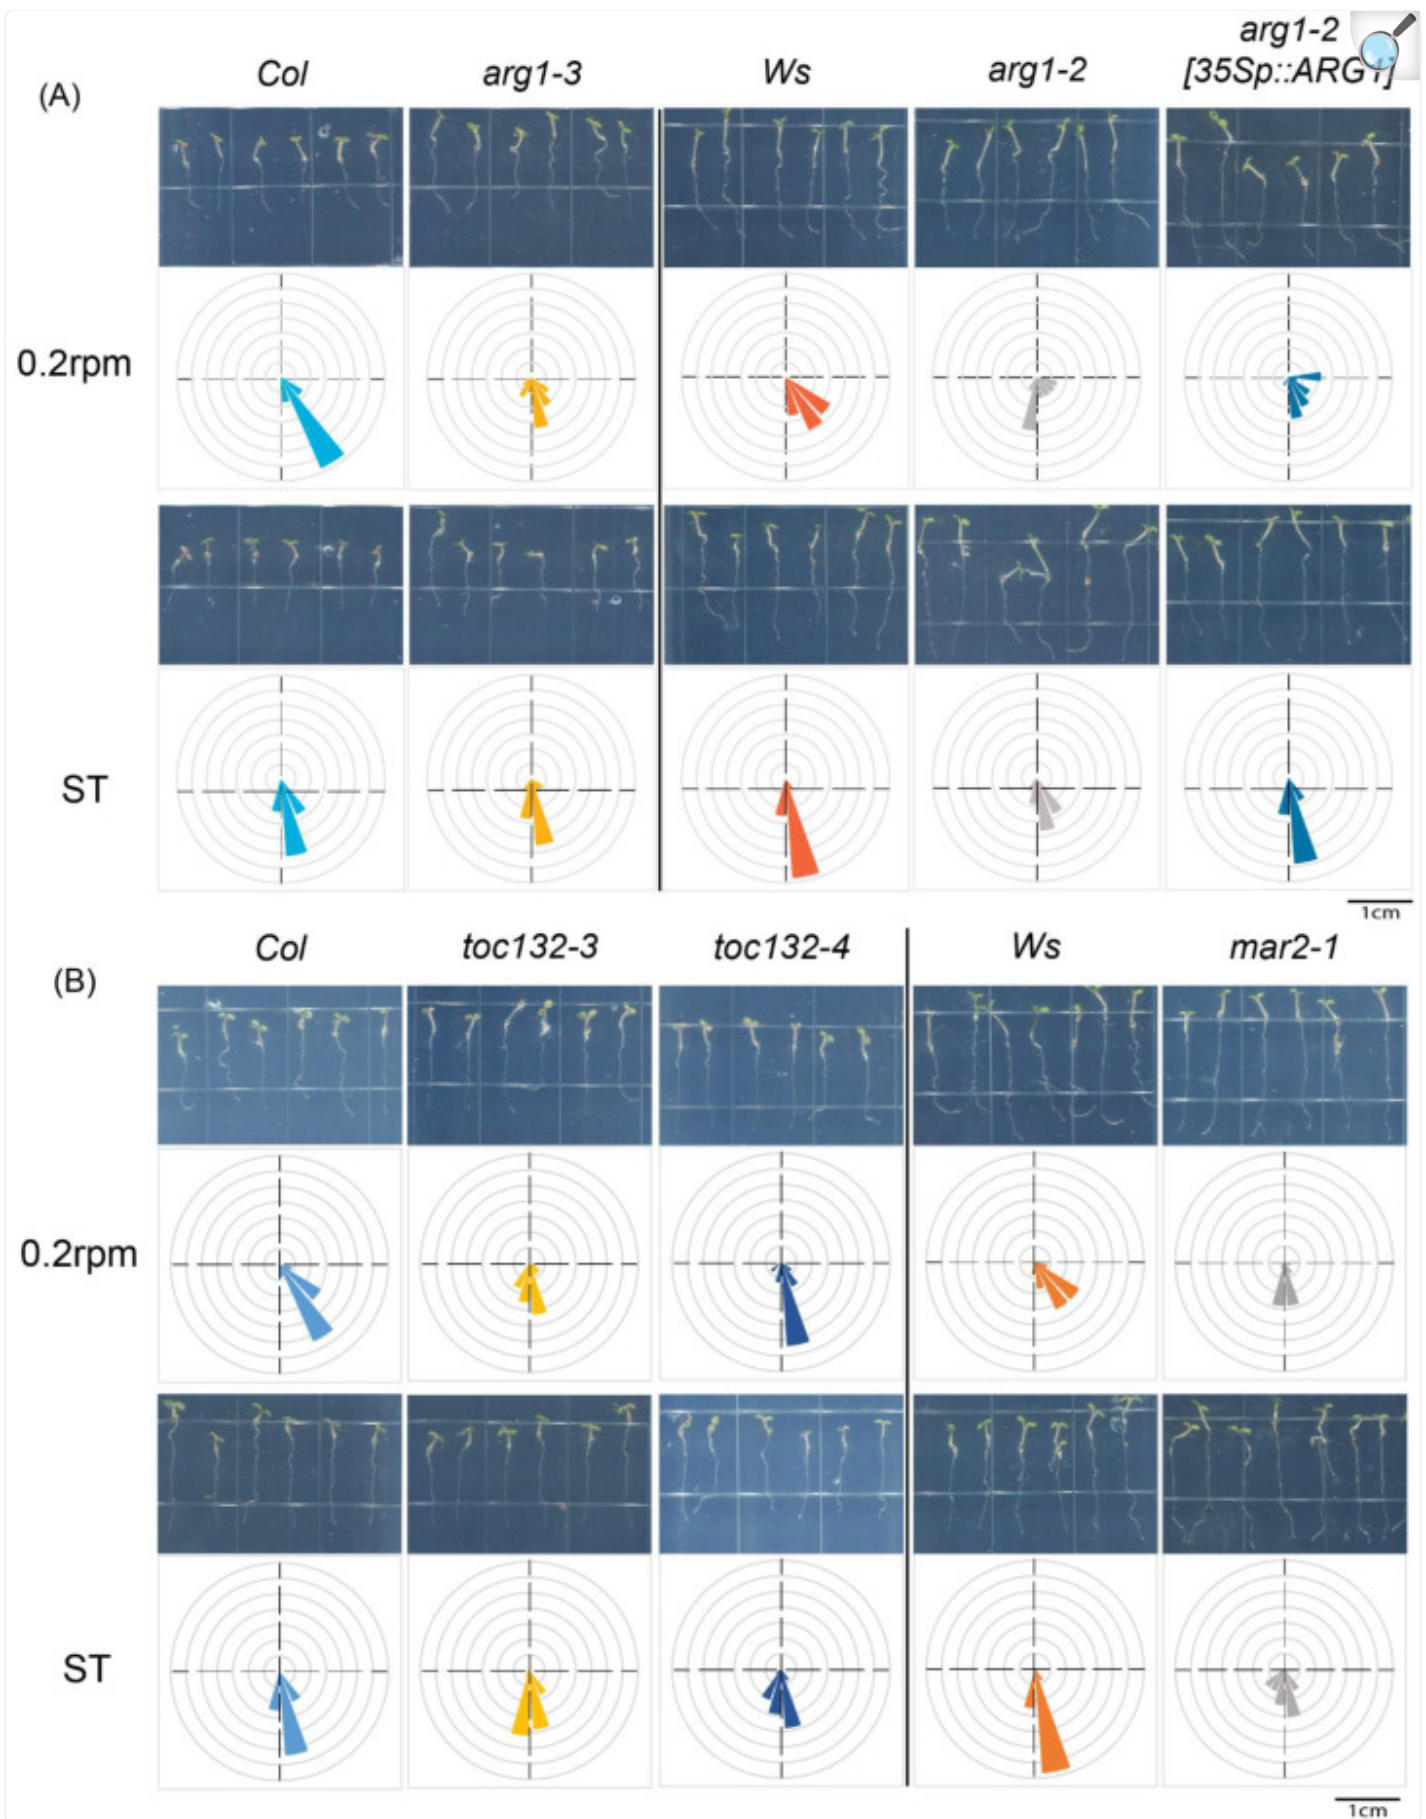 (A)
Col
arg1-3
Ws
arg1-2
arg1-2
[35Sp::ARG1]
0.2rpm
ST
1cm
(B)
Col
toc132-3
toc132-4
Ws
mar2-1
0.2rpm
ST
1cm